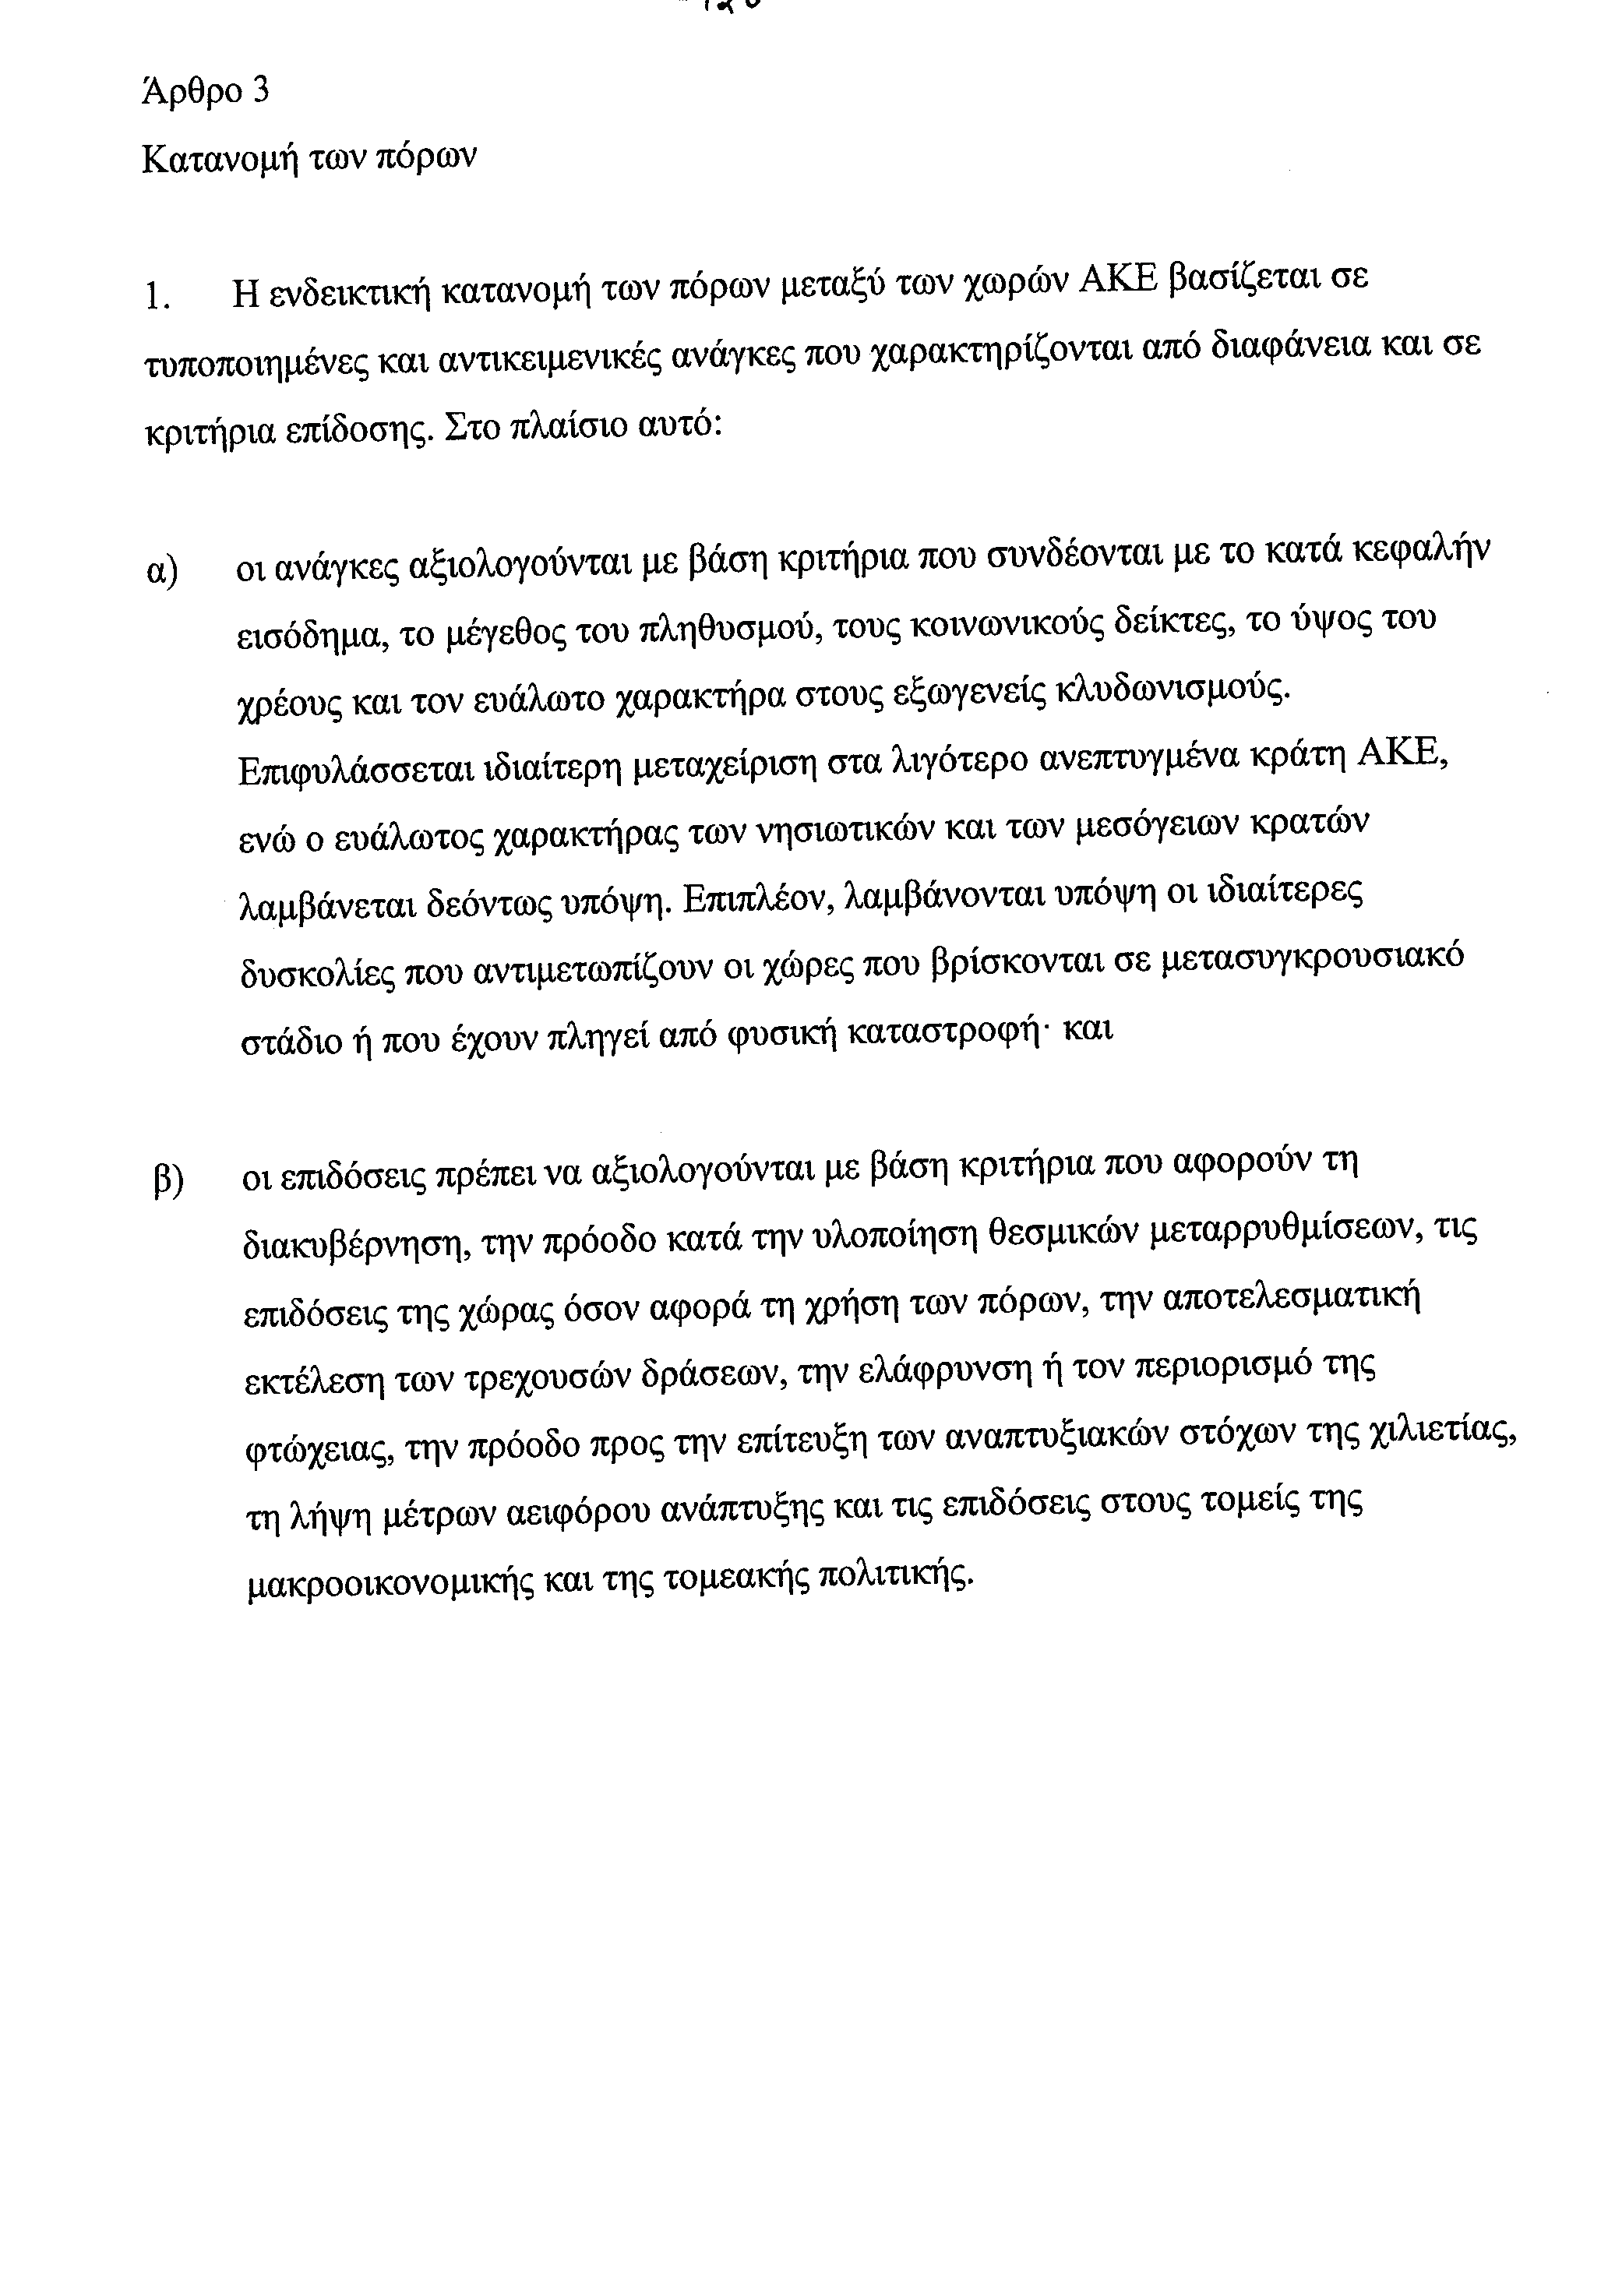 Άρθρο 3
Κατανομή των πόρων
1. Η ενδεικτική κατανομή των πόρων μεταξύ των χωρών ΑΚΕ βασίζεται σε
τυποποιημένες και αντικειμενικές ανάγκες που χαρακτηρίζονται από διαφάνεια και σε
κριτήρια επίδοσης. Στο πλαίσιο αυτό:
α) οι ανάγκες αξιολογούνται με βάση κριτήρια που συνδέονται με το κατά κεφαλήν
εισόδημα, το μέγεθος του πληθυσμού, τους κοινωνικούς δείκτες, το ύψος του
χρέους και τον ευάλωτο χαρακτήρα στους εξωγενείς κλυδωνισμούς.
Επιφυλάσσεται ιδιαίτερη μεταχείριση στα λιγότερο ανεπτυγμένα κράτη ΑΚΕ,
ενώ ο ευάλωτος χαρακτήρας των νησιωτικών και των μεσόγειων κρατών
λαμβάνεται δεόντως υπόψη. Επιπλέον, λαμβάνονται υπόψη οι ιδιαίτερες
δυσκολίες που αντιμετωπίζουν οι χώρες που βρίσκονται σε μετασυγκρουσιακό
στάδιο ή που έχουν πληγεί από φυσική καταστροφή· και
β) οι επιδόσεις πρέπει να αξιολογούνται με βάση κριτήρια που αφορούν τη
διακυβέρνηση, την πρόοδο κατά την υλοποίηση θεσμικών μεταρρυθμίσεων, τις
επιδόσεις της χώρας όσον αφορά τη χρήση των πόρων, την αποτελεσματική
εκτέλεση των τρεχουσών δράσεων, την ελάφρυνση ή τον περιορισμό της
φτώχειας, την πρόοδο προς την επίτευξη των αναπτυξιακών στόχων της χιλιετίας,
τη λήψη μέτρων αειφόρου ανάπτυξης και τις επιδόσεις στους τομείς της
μακροοικονομικής και της τομεακής πολιτικής.